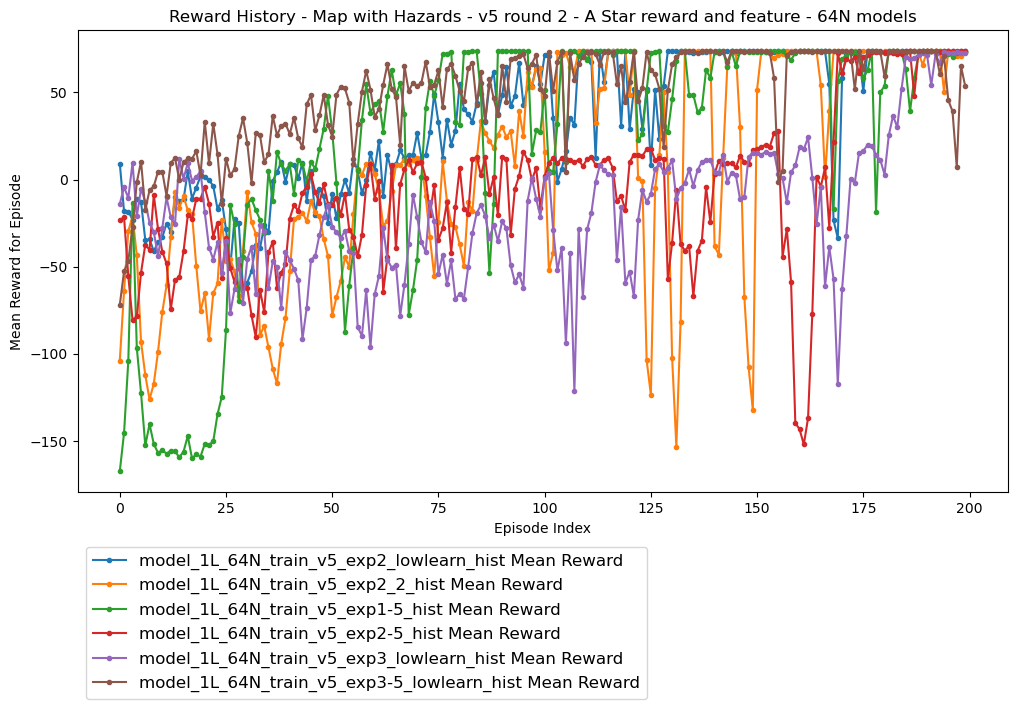 Reward History - Map with Hazards - v5 round 2 - A Star reward and feature - 64N models
Mean Reward for Episode
50
0
−50
−100
−150
0 25 50 75 100 125 150 175 200
Episode Index
model_1L_64N_train_v5_exp2_lowlearn_hist Mean Reward
model_1L_64N_train_v5_exp2_2_hist Mean Reward
model_1L_64N_train_v5_exp1-5_hist Mean Reward
model_1L_64N_train_v5_exp2-5_hist Mean Reward
model_1L_64N_train_v5_exp3_lowlearn_hist Mean Reward
model_1L_64N_train_v5_exp3-5_lowlearn_hist Mean Reward